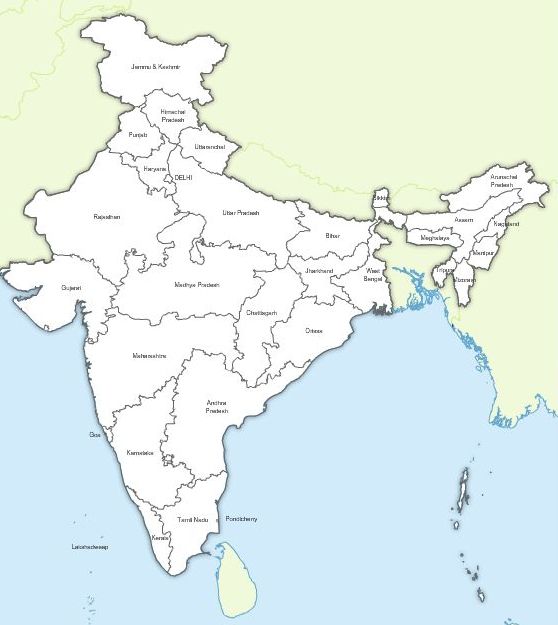 Jammu & Kashmir
Himachal
Pradesh
Punjab
Uttaranchal
Haryana
DELHI
Arunachal
Pradesh
Sikkim
Rajasthan
Uttar Pradesh
Assam
Nagaland
Bihar
Meghalaya
Manipur
Tripura
Mizoram
Jharkhand
West
Bengal
Gujarat
Madhya Pradesh
Chattisgarh
Orissa
Maharashtra
Andhra
Pradesh
Goa
Karnataka
Tamil Nadu
Pondicherry
Kerala
Lakshadweep